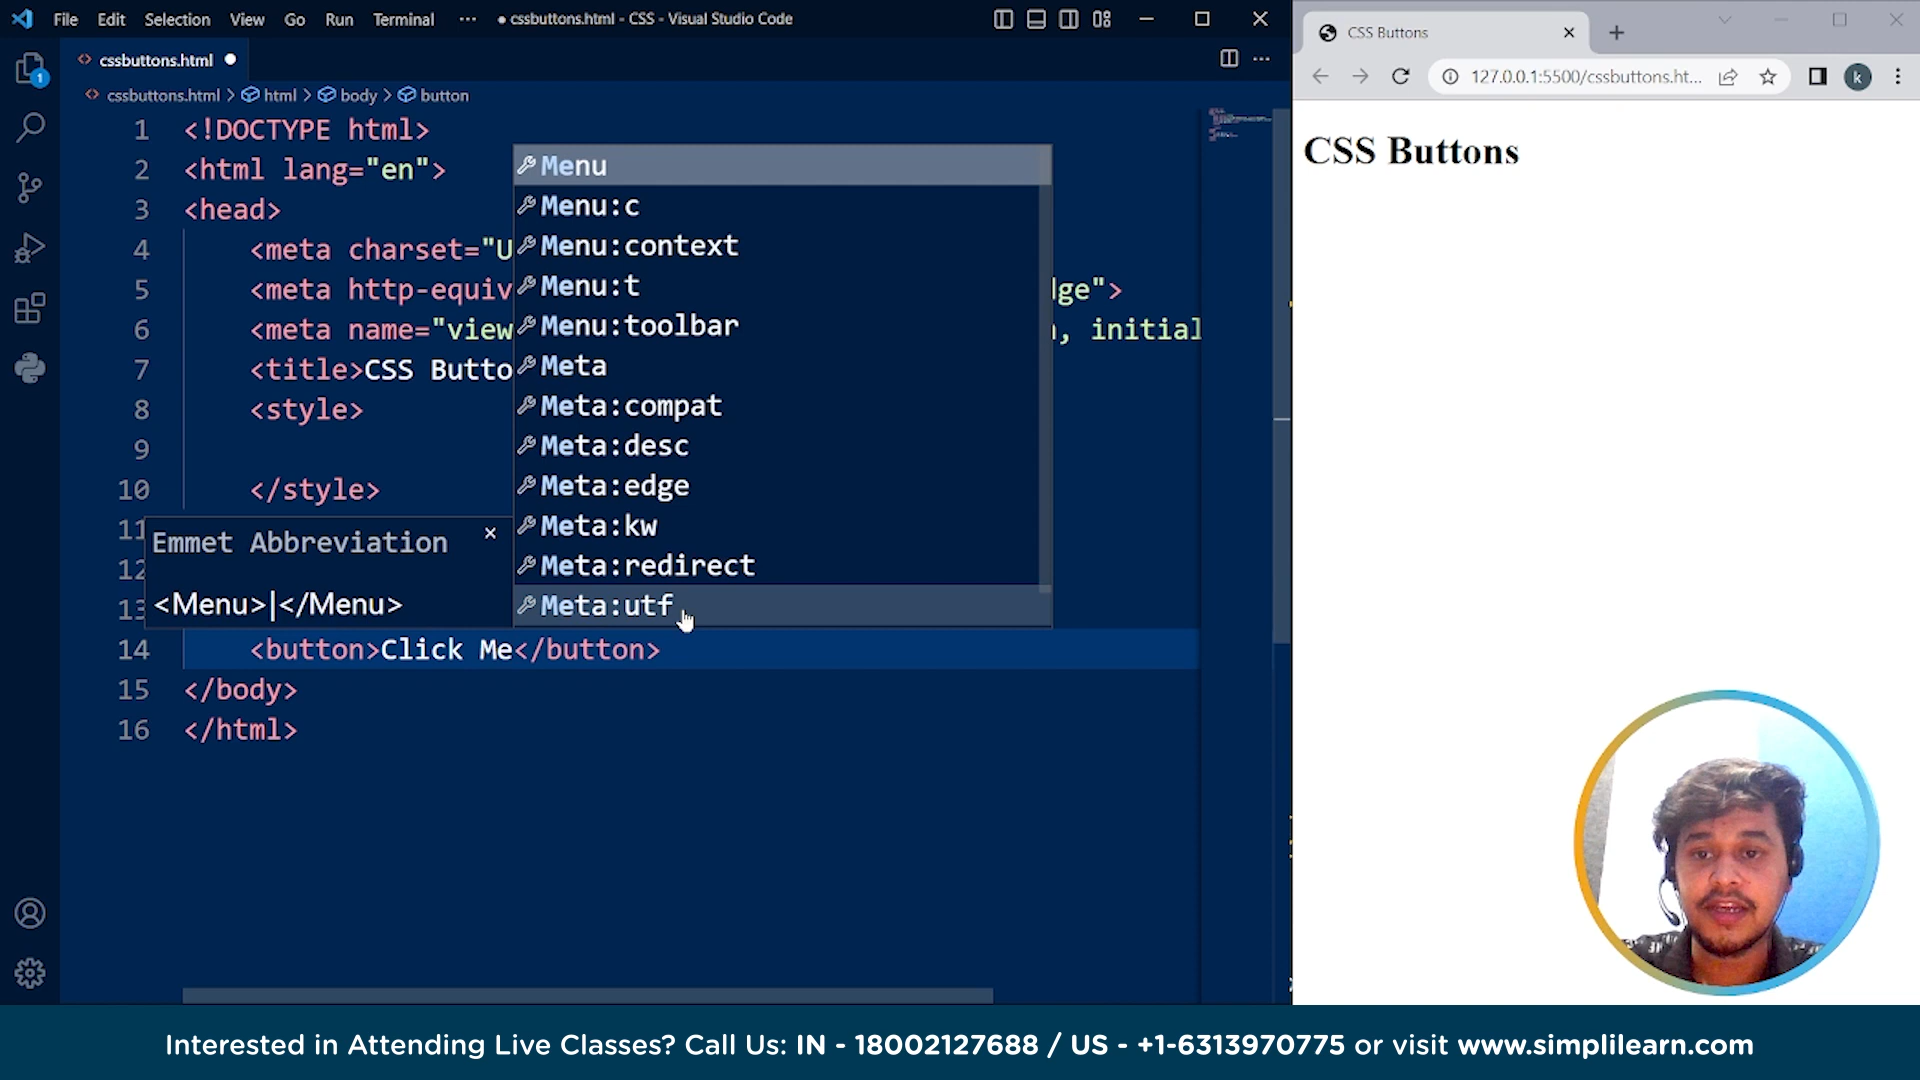 File Edit Selection View Go Run Terminal ··· ● cssbuttons.html - CSS - Visual Studio Code
cssbuttons.html
cssbuttons.html > html > body > button
1 <!DOCTYPE html>
2 <html lang="en">
3 <head>
4 <meta charset="U
5 <meta http-equiv dge">
6 <meta name="view , initial
7 <title>CSS Butto
8 <style>
9
10 </style>
11
12
13
14 <button>Click Me</button>
15 </body>
16 </html>
Menu
Menu:c
Menu:context
Menu:t
Menu:toolbar
Meta
Meta:compat
Meta:desc
Meta:edge
Meta:kw
Meta:redirect
Meta:utf
Emmet Abbreviation ×
<Menu>|</Menu>
1
CSS Buttons
127.0.0.1:5500/cssbuttons.ht...
k
CSS Buttons
Interested in Attending Live Classes? Call Us: IN - 18002127688 / US - +1-6313970775 or visit www.simplilearn.com